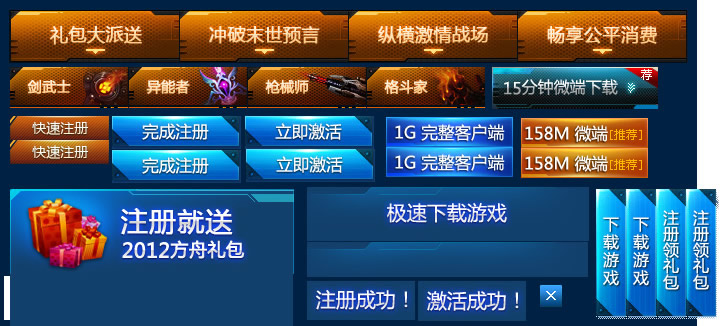 礼包大派送
冲破末世预言
纵横激情战场
畅享公平消费
剑武士
异能者
枪械师
格斗家
15分钟微端下载
荐
快速注册
完成注册
立即激活
1G 完整客户端
158M 微端[推荐]
快速注册
完成注册
立即激活
1G 完整客户端
158M 微端[推荐]
注册就送
2012方舟礼包
极速下载游戏
注册成功！
激活成功！
下载游戏
下载游戏
注册领礼包
注册领礼包